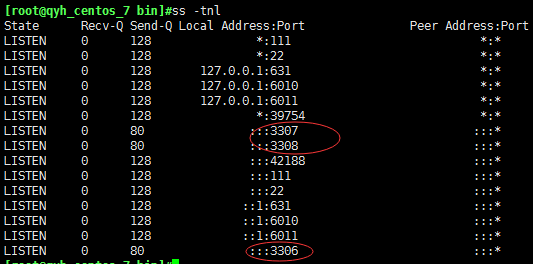 [root@qyh_centos_7 bin]#ss -tnl
State Recv-Q Send-Q Local Address:Port Peer Address:Port
LISTEN 0 128 *:111 *:*
LISTEN 0 128 *:22 *:*
LISTEN 0 128 127.0.0.1:631 *:*
LISTEN 0 128 127.0.0.1:6010 *:*
LISTEN 0 128 127.0.0.1:6011 *:*
LISTEN 0 128 *:39754 *:*
LISTEN 0 80 :::3307 :::*
LISTEN 0 80 :::3308 :::*
LISTEN 0 128 :::42188 :::*
LISTEN 0 128 :::111 :::*
LISTEN 0 128 :::22 :::*
LISTEN 0 128 ::1:631 :::*
LISTEN 0 128 ::1:6010 :::*
LISTEN 0 128 ::1:6011 :::*
LISTEN 0 80 :::3306 :::*
[root@qyh_centos_7 bin]#